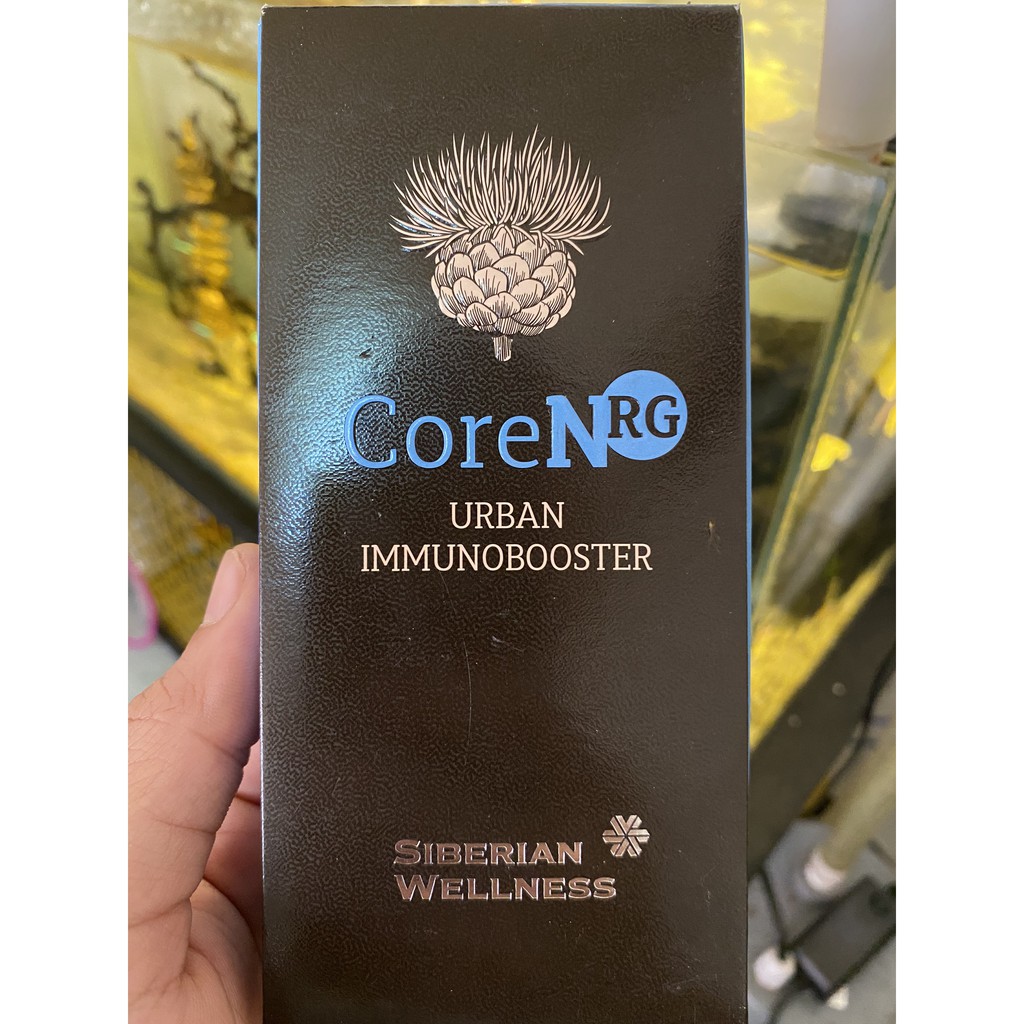 CoreNRG
URBAN
IMMUNOBOOSTER
SIBERIAN
WELLNESS